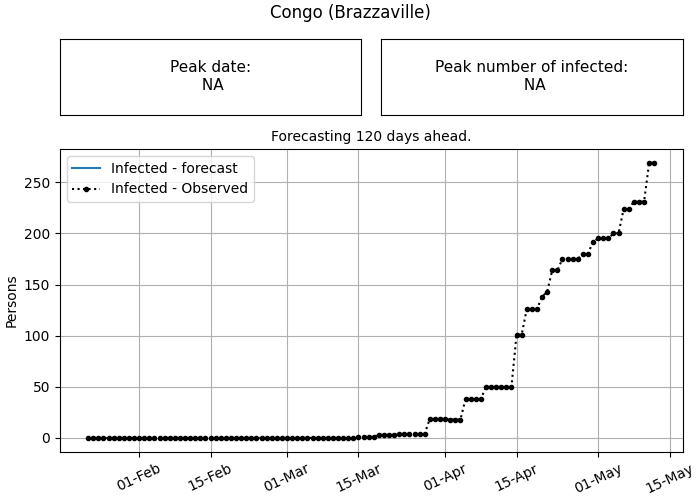 Congo (Brazzaville)
Peak date:
NA
Peak number of infected:
NA
Forecasting 120 days ahead.
Infected - forecast
Infected - Observed
Persons
250
200
150
100
50
0
01-Feb
15-Feb
01-Mar
15-Mar
01-Apr
15-Apr
01-May
15-May